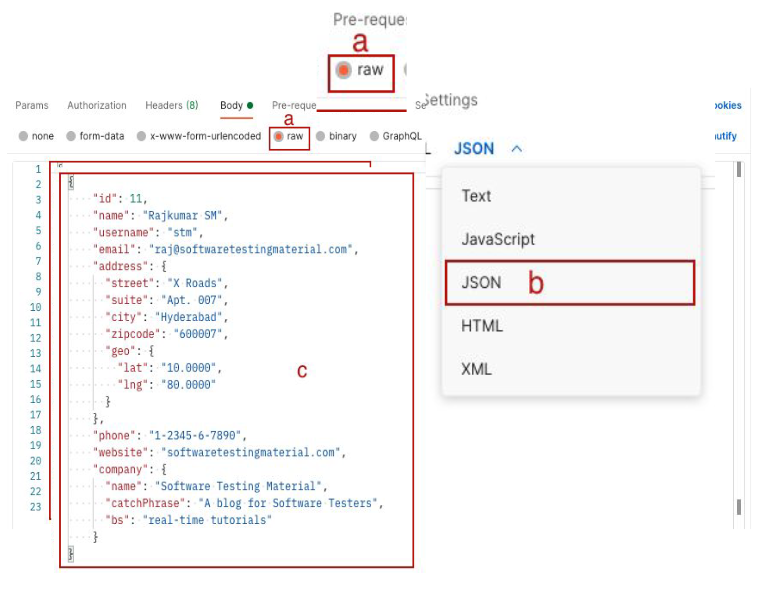 Pre-reque
a
raw
Params Authorization Headers (8) Body Pre-reque Se ookies
Settings
a
none form-data x-www-form-urlencoded raw binary GraphQL L JSON utify
1
2 {
3 "id": 11,
4 "name": "Rajkumar SM",
5 "username": "stm",
6 "email": "raj@softwaretestingmaterial.com",
7 "address": {
8 "street": "X Roads",
9 "suite": "Apt. 007",
10 "city": "Hyderabad",
11 "zipcode": "600007",
12 "geo": {
13 "lat": "10.0000",
14 "lng": "80.0000"
15 }
16 },
17 "phone": "1-2345-6-7890",
18 "website": "softwaretestingmaterial.com",
19 "company": {
20 "name": "Software Testing Material",
21 "catchPhrase": "A blog for Software Testers",
22 "bs": "real-time tutorials"
23 }
}
c
Text
JavaScript
JSON b
HTML
XML